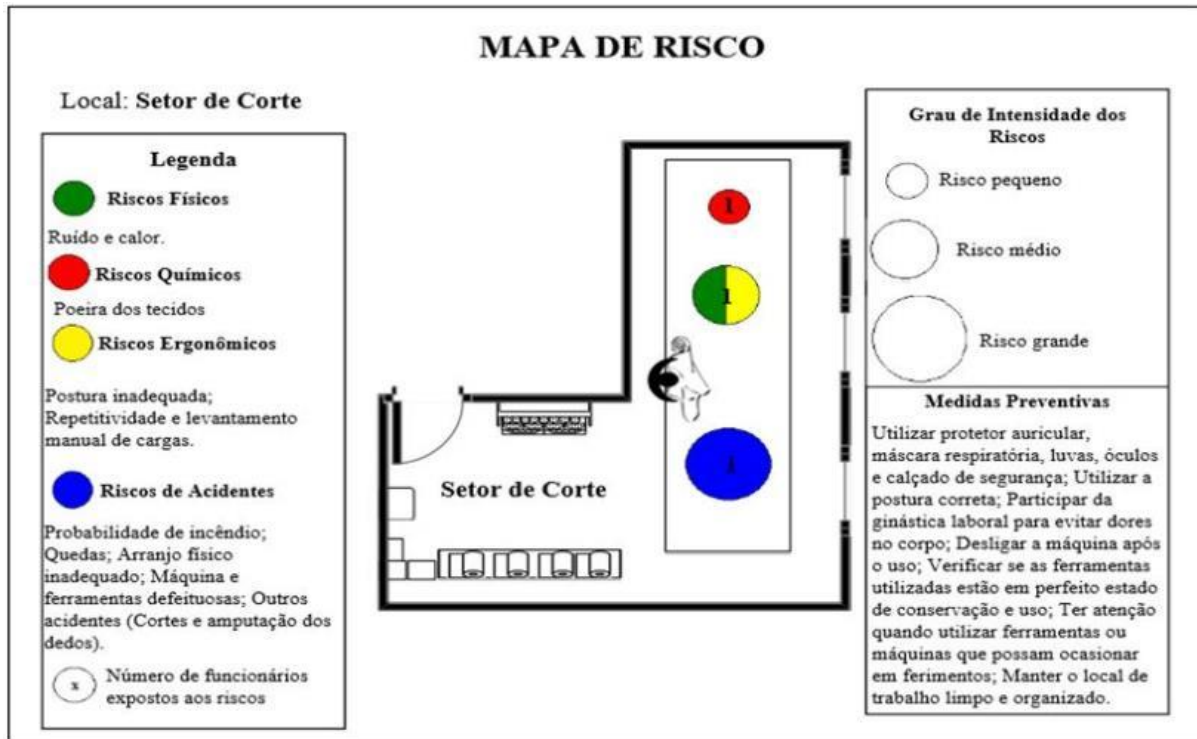 MAPA DE RISCO
Local: Setor de Corte
Legenda
Riscos Físicos
Ruído e calor.
Riscos Químicos
Poeira dos tecidos
Riscos Ergonômicos
Postura inadequada;
Repetitividade e levantamento
manual de cargas.
Riscos de Acidentes
Probabilidade de incêndio;
Quedas; Arranjo físico
inadequado; Máquina e
ferramentas defeituosas; Outros
acidentes (Cortes e amputação dos
dedos).
x
Número de funcionários
expostos aos riscos
1
1
1
Setor de Corte
Grau de Intensidade dos
Riscos
Risco pequeno
Risco médio
Risco grande
Medidas Preventivas
Utilizar protetor auricular,
máscara respiratória, luvas, óculos
e calçado de segurança; Utilizar a
postura correta; Participar da
ginástica laboral para evitar dores
no corpo; Desligar a máquina após
o uso; Verificar se as ferramentas
utilizadas estão em perfeito estado
de conservação e uso; Ter atenção
quando utilizar ferramentas ou
máquinas que possam ocasionar
em ferimentos; Manter o local de
trabalho limpo e organizado.